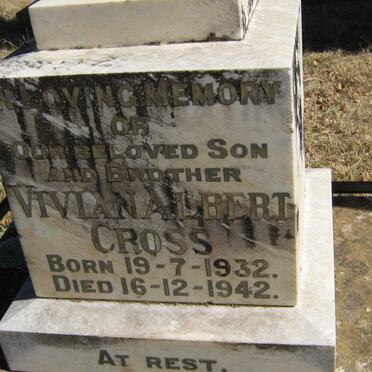 IN LOVING MEMORY
OF
OUR BELOVED SON
AND BROTHER
VIVIAN ALBERT
CROSS
BORN 19-7-1932.
DIED 16-12-1942.
AT REST.